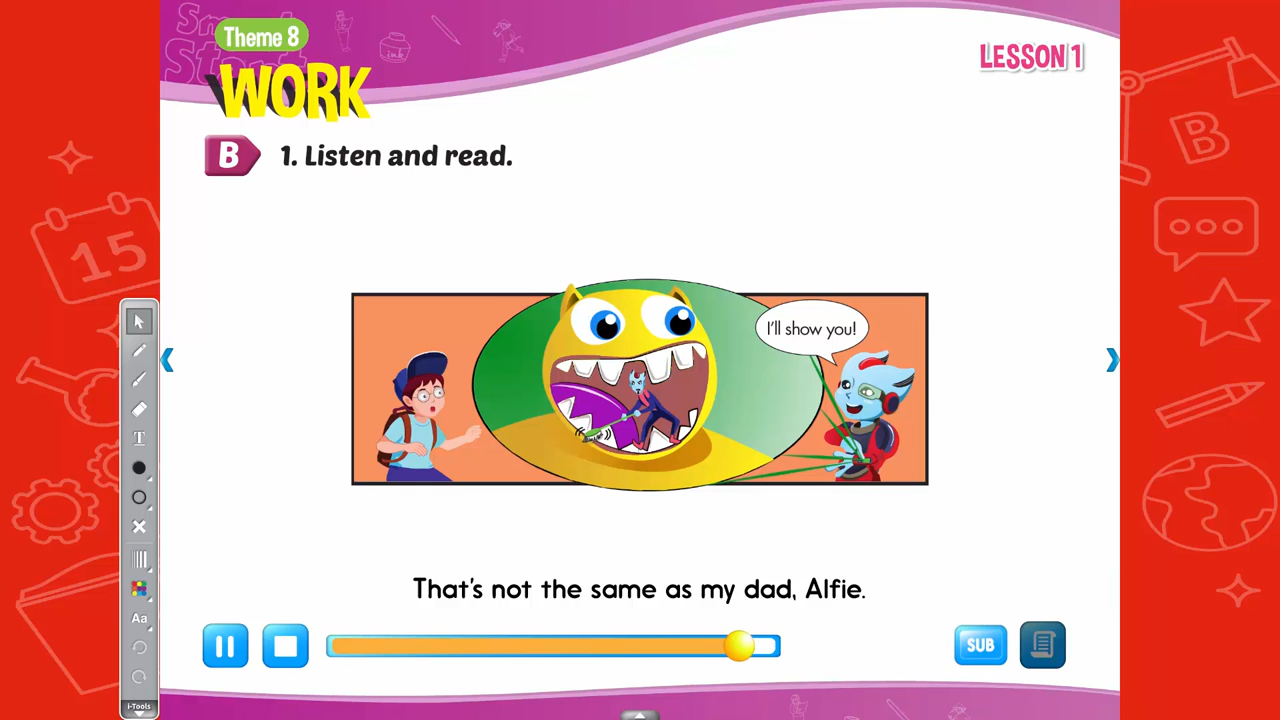 Theme 8
WORK
LESSON 1
B
1. Listen and read.
I'll show you!
That's not the same as my dad, Alfie.
SUB
T
Aa
i-Tools
15
B